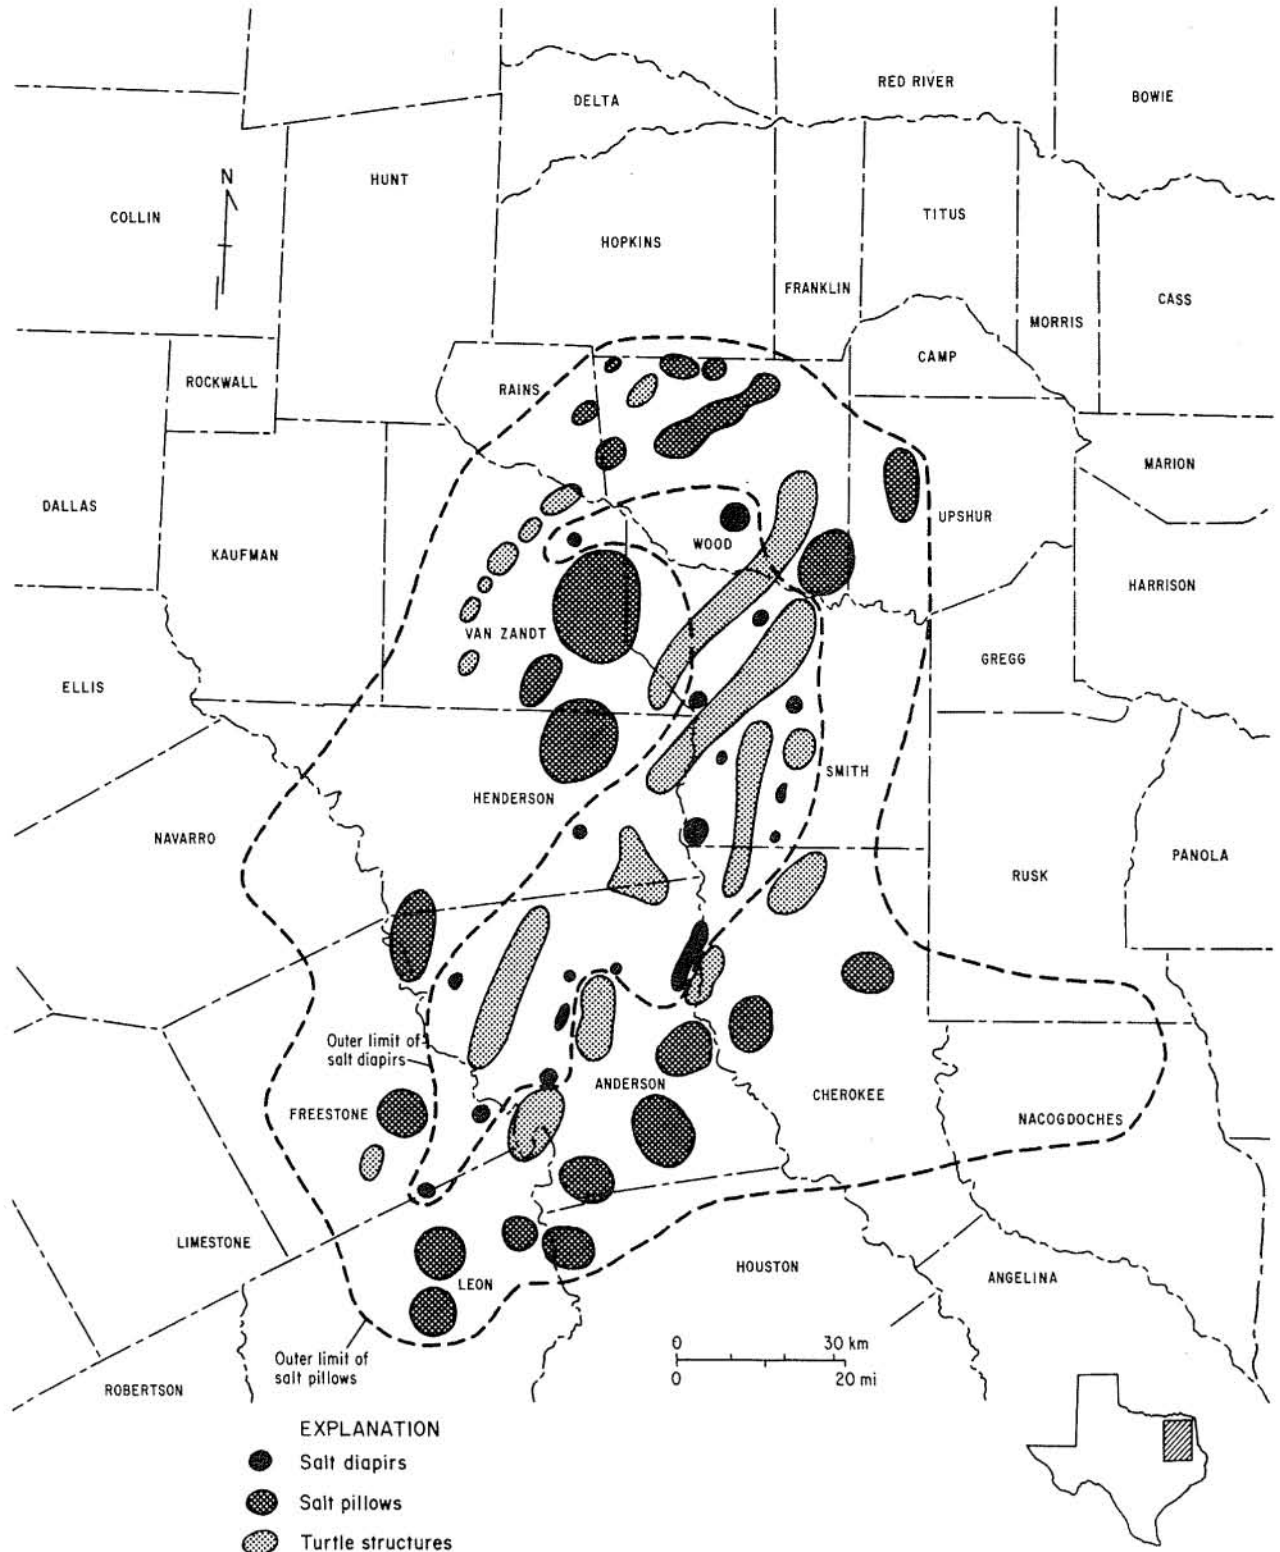 RED RIVER
BOWIE
DELTA
HUNT
N
COLLIN
TITUS
HOPKINS
FRANKLIN
CASS
MORRIS
CAMP
ROCKWALL
RAINS
MARION
DALLAS
UPSHUR
WOOD
KAUFMAN
HARRISON
VAN ZANDT
GREGG
ELLIS
SMITH
HENDERSON
NAVARRO
PANOLA
RUSK
Outer limit of
salt diapirs
ANDERSON
CHEROKEE
FREESTONE
NACOGDOCHES
LIMESTONE
HOUSTON
ANGELINA
LEON
Outer limit of
salt pillows
ROBERTSON
0 30 km
0 20 mi
EXPLANATION
Salt diapirs
Salt pillows
Turtle structures